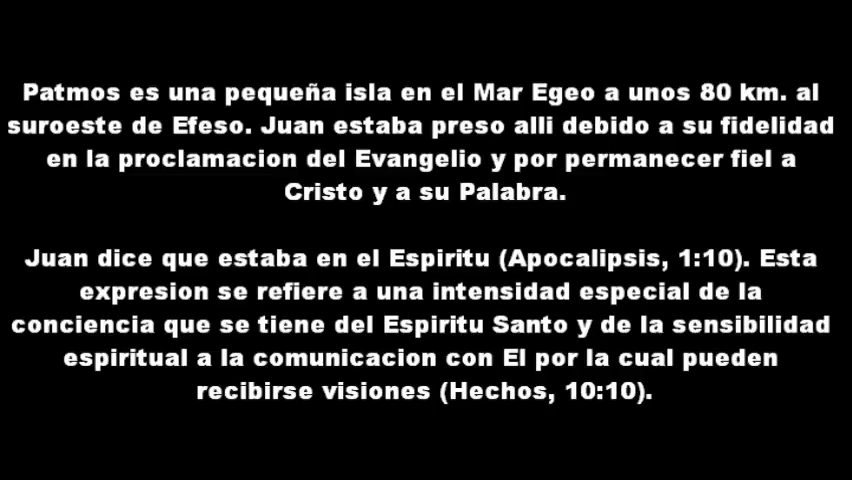 Patmos es una pequeña isla en el Mar Egeo a unos 80 km. al
suroeste de Efeso. Juan estaba preso alli debido a su fidelidad
en la proclamacion del Evangelio y por permanecer fiel a
Cristo y a su Palabra.
Juan dice que estaba en el Espiritu (Apocalipsis, 1:10). Esta
expresion se refiere a una intensidad especial de la
conciencia que se tiene del Espiritu Santo y de la sensibilidad
espiritual a la comunicacion con El por la cual pueden
recibirse visiones (Hechos, 10:10).